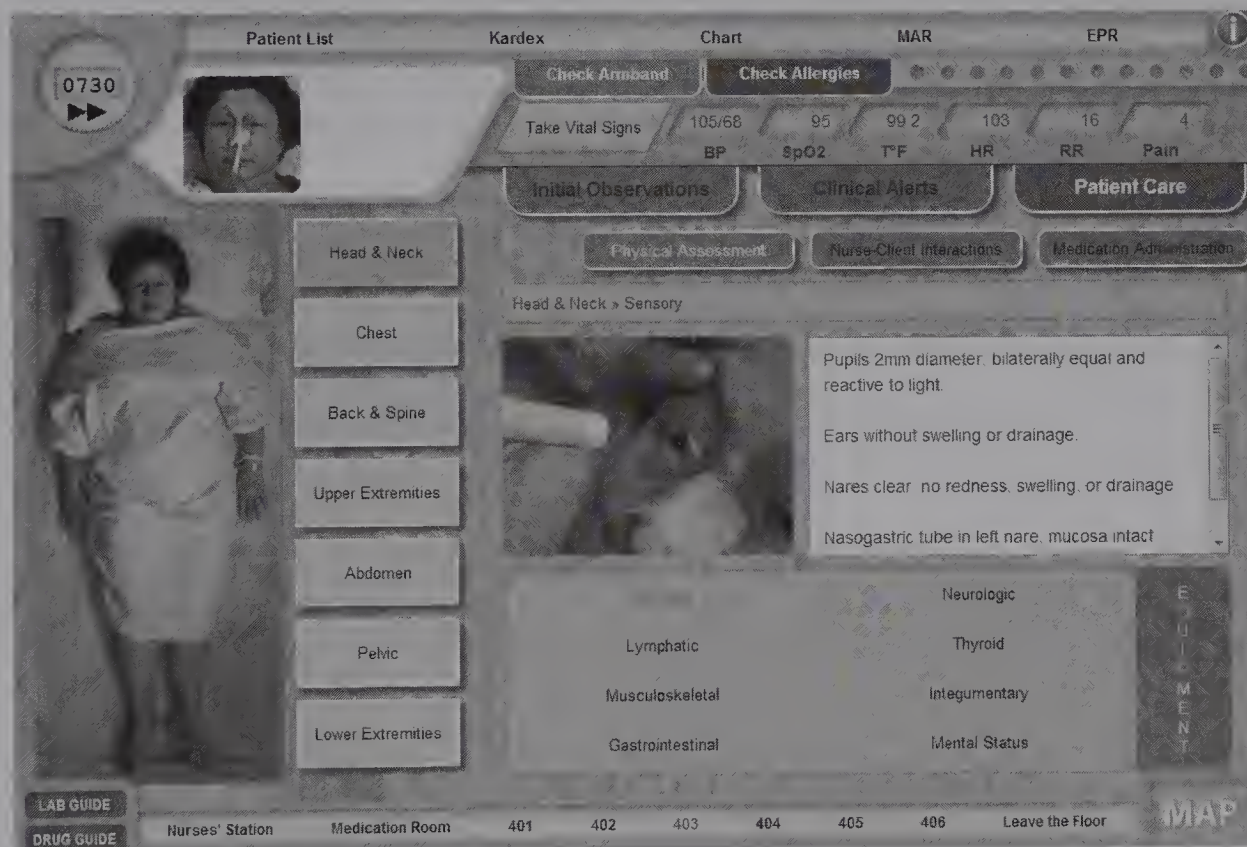 Patient List Kardex Chart MAR EPR
i
0730
Check Armband Check Allergies
Take Vital Signs 105/68 95 99 2 103 16 4
BP SpO2 T°F HR RR Pain
Initial Observations Clinical Alerts Patient Care
Physical Assessment Nurse-Client Interactions Medication Administration
Head & Neck
Chest
Back & Spine
Upper Extremities
Abdomen
Pelvic
Lower Extremities
Head & Neck » Sensory
Pupils 2mm diameter, bilaterally equal and
reactive to light.
Ears without swelling or drainage.
Nares clear no redness, swelling, or drainage
Nasogastric tube in left nare, mucosa intact
Neurologic
Lymphatic Thyroid
Musculoskeletal Integumentary
Gastrointestinal Mental Status
LAB GUIDE
DRUG GUIDE
Nurses' Station Medication Room 401 402 403 404 405 406 Leave the Floor
MAP